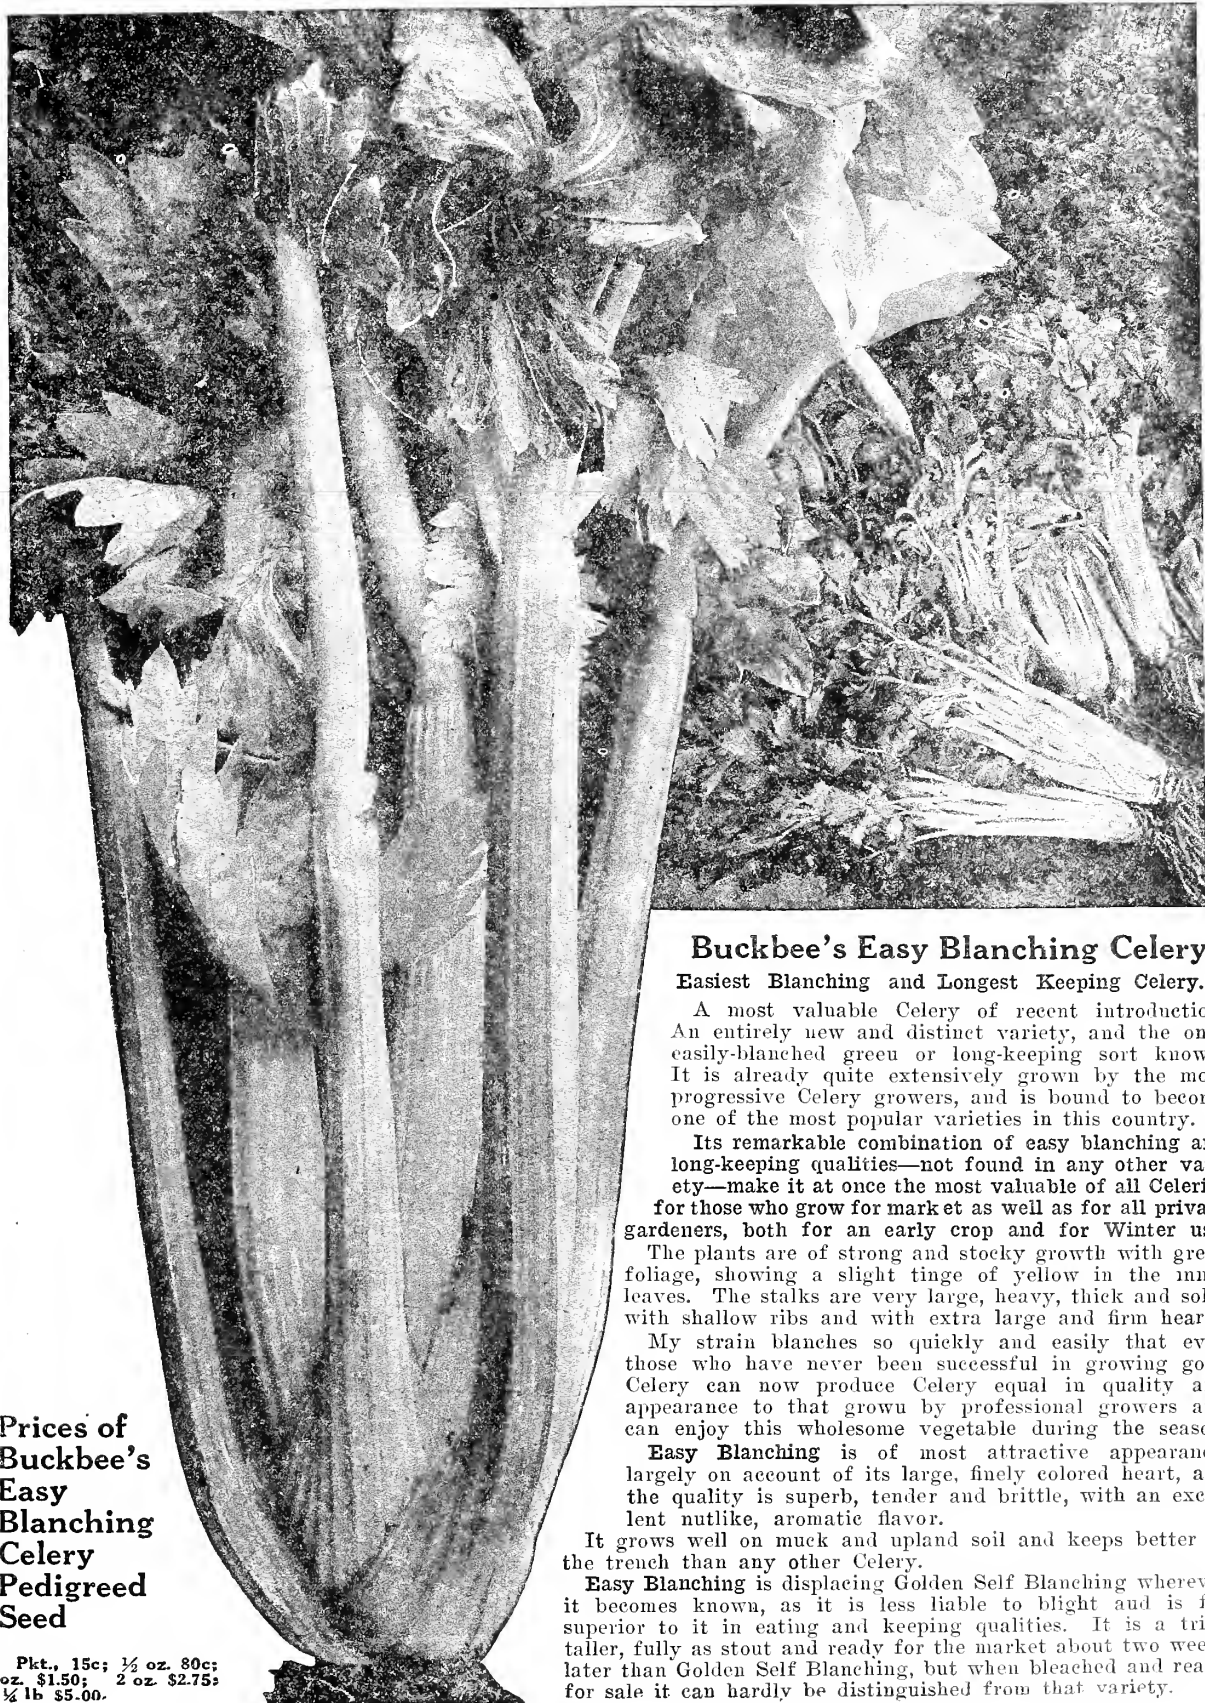 Buckbee's Easy Blanching Celery
Easiest Blanching and Longest Keeping Celery.
A most valuable Celery of recent introductic
An entirely new and distinct variety, and the on
easily-blanched green or long-keeping sort know
It is already quite extensively grown by the mo
progressive Celery growers, and is bound to becor
one of the most popular varieties in this country.
Its remarkable combination of easy blanching a
long-keeping qualities—not found in any other va
ety—make it at once the most valuable of all Celeri
for those who grow for market as well as for all priva
gardeners, both for an early crop and for Winter us
The plants are of strong and stocky growth with gre
foliage, showing a slight tinge of yellow in the inn
leaves. The stalks are very large, heavy, thick and sol
with shallow ribs and with extra large and firm hear
My strain blanches so quickly and easily that ev
those who have never been successful in growing go
Celery can now produce Celery equal in quality a
appearance to that grown by professional growers a
can enjoy this wholesome vegetable during the seaso
Easy Blanching is of most attractive appearanc
largely on account of its large, finely colored heart, a
the quality is superb, tender and brittle, with an exc
lent nutlike, aromatic flavor.
It grows well on muck and upland soil and keeps better
the trench than any other Celery.
Easy Blanching is displacing Golden Self Blanching wherev
it becomes known, as it is less liable to blight and is f
superior to it in eating and keeping qualities. It is a tri
taller, fully as stout and ready for the market about two wee
later than Golden Self Blanching, but when bleached and rea
for sale it can hardly be distinguished from that variety.
Prices of
Buckbee's
Easy
Blanching
Celery
Pedigreed
Seed
Pkt., 15c; ½ oz. 80c;
oz. $1.50; 2 oz. $2.75;
¼ lb $5.00.